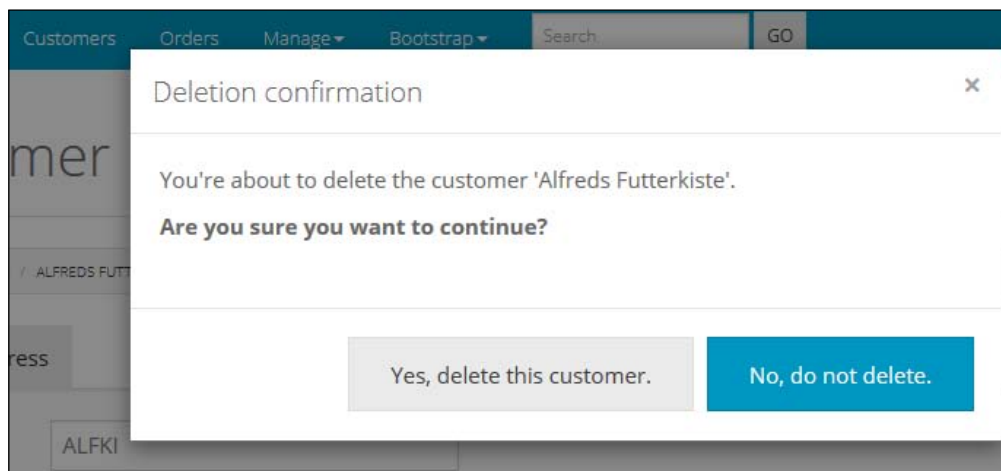 Customers Orders Manage Bootstrap Search GO
Deletion confirmation ×
mer
You're about to delete the customer 'Alfreds Futterkiste'.
Are you sure you want to continue?
/ ALFREDS FUTT
ress
Yes, delete this customer. No, do not delete.
ALFKI